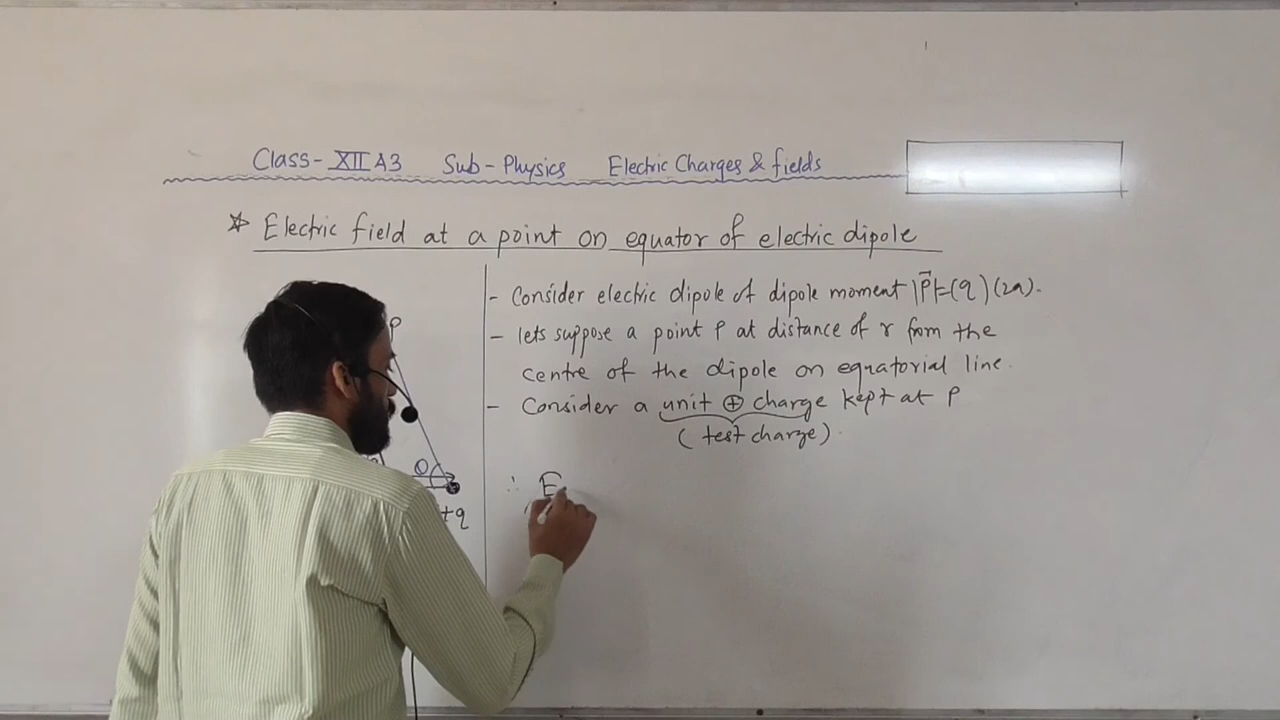 Class- XII A3 Sub- Physics Electric Charges & fields
☆ Electric field at a point on equator of electric dipole
- Consider electric dipole of dipole moment |P⃗|=(q)(2a).
- lets suppose a point P at distance of r from the
centre of the dipole on equatorial line.
- Consider a unit ⊕ charge kept at P
(test charge).
∴ E
P
θ
+q